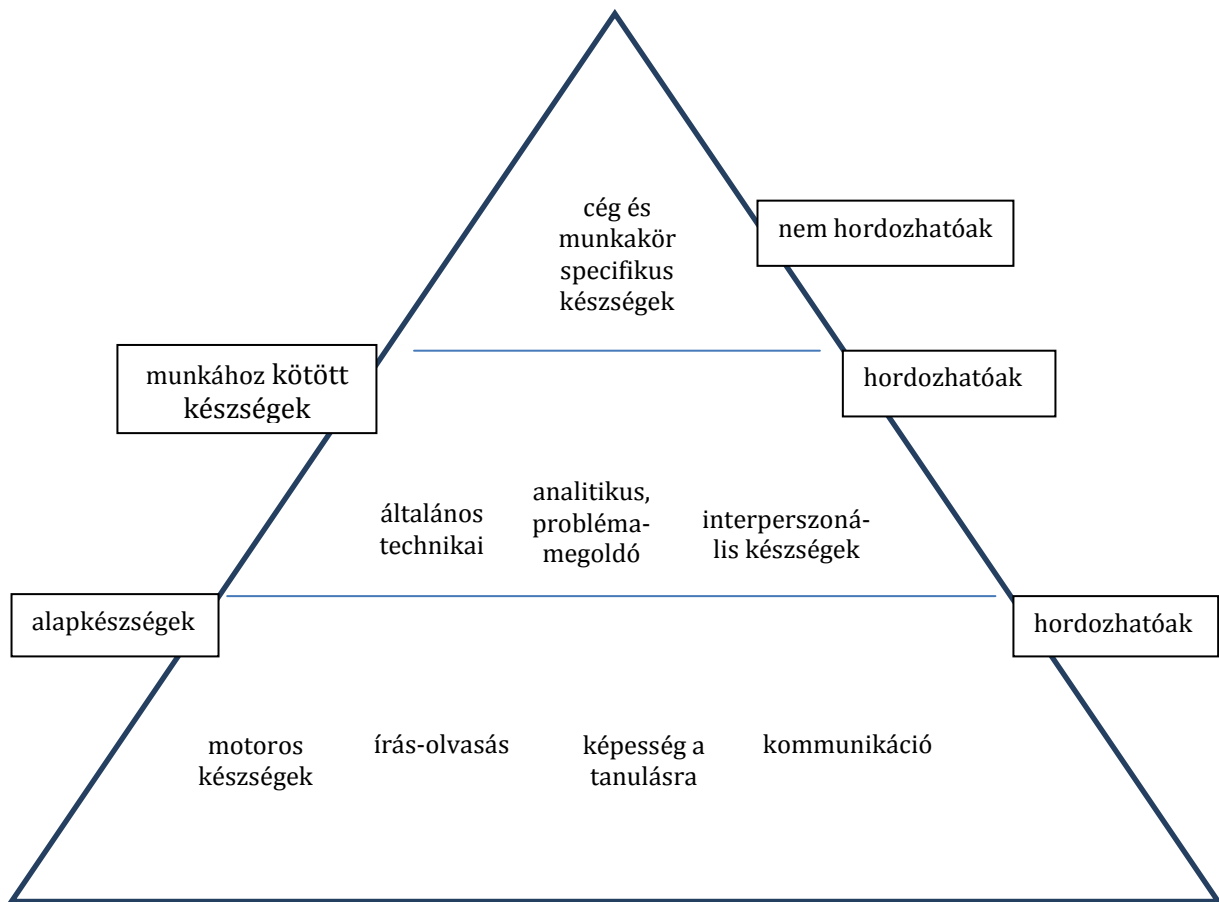 cég és
munkakör
specifikus
készségek
nem hordozhatóak
munkához kötött
készségek
hordozhatóak
általános
technikai
analitikus,
probléma-
megoldó
interperszoná-
lis készségek
alapkészségek
hordozhatóak
motoros
készségek
írás-olvasás
képesség a
tanulásra
kommunikáció